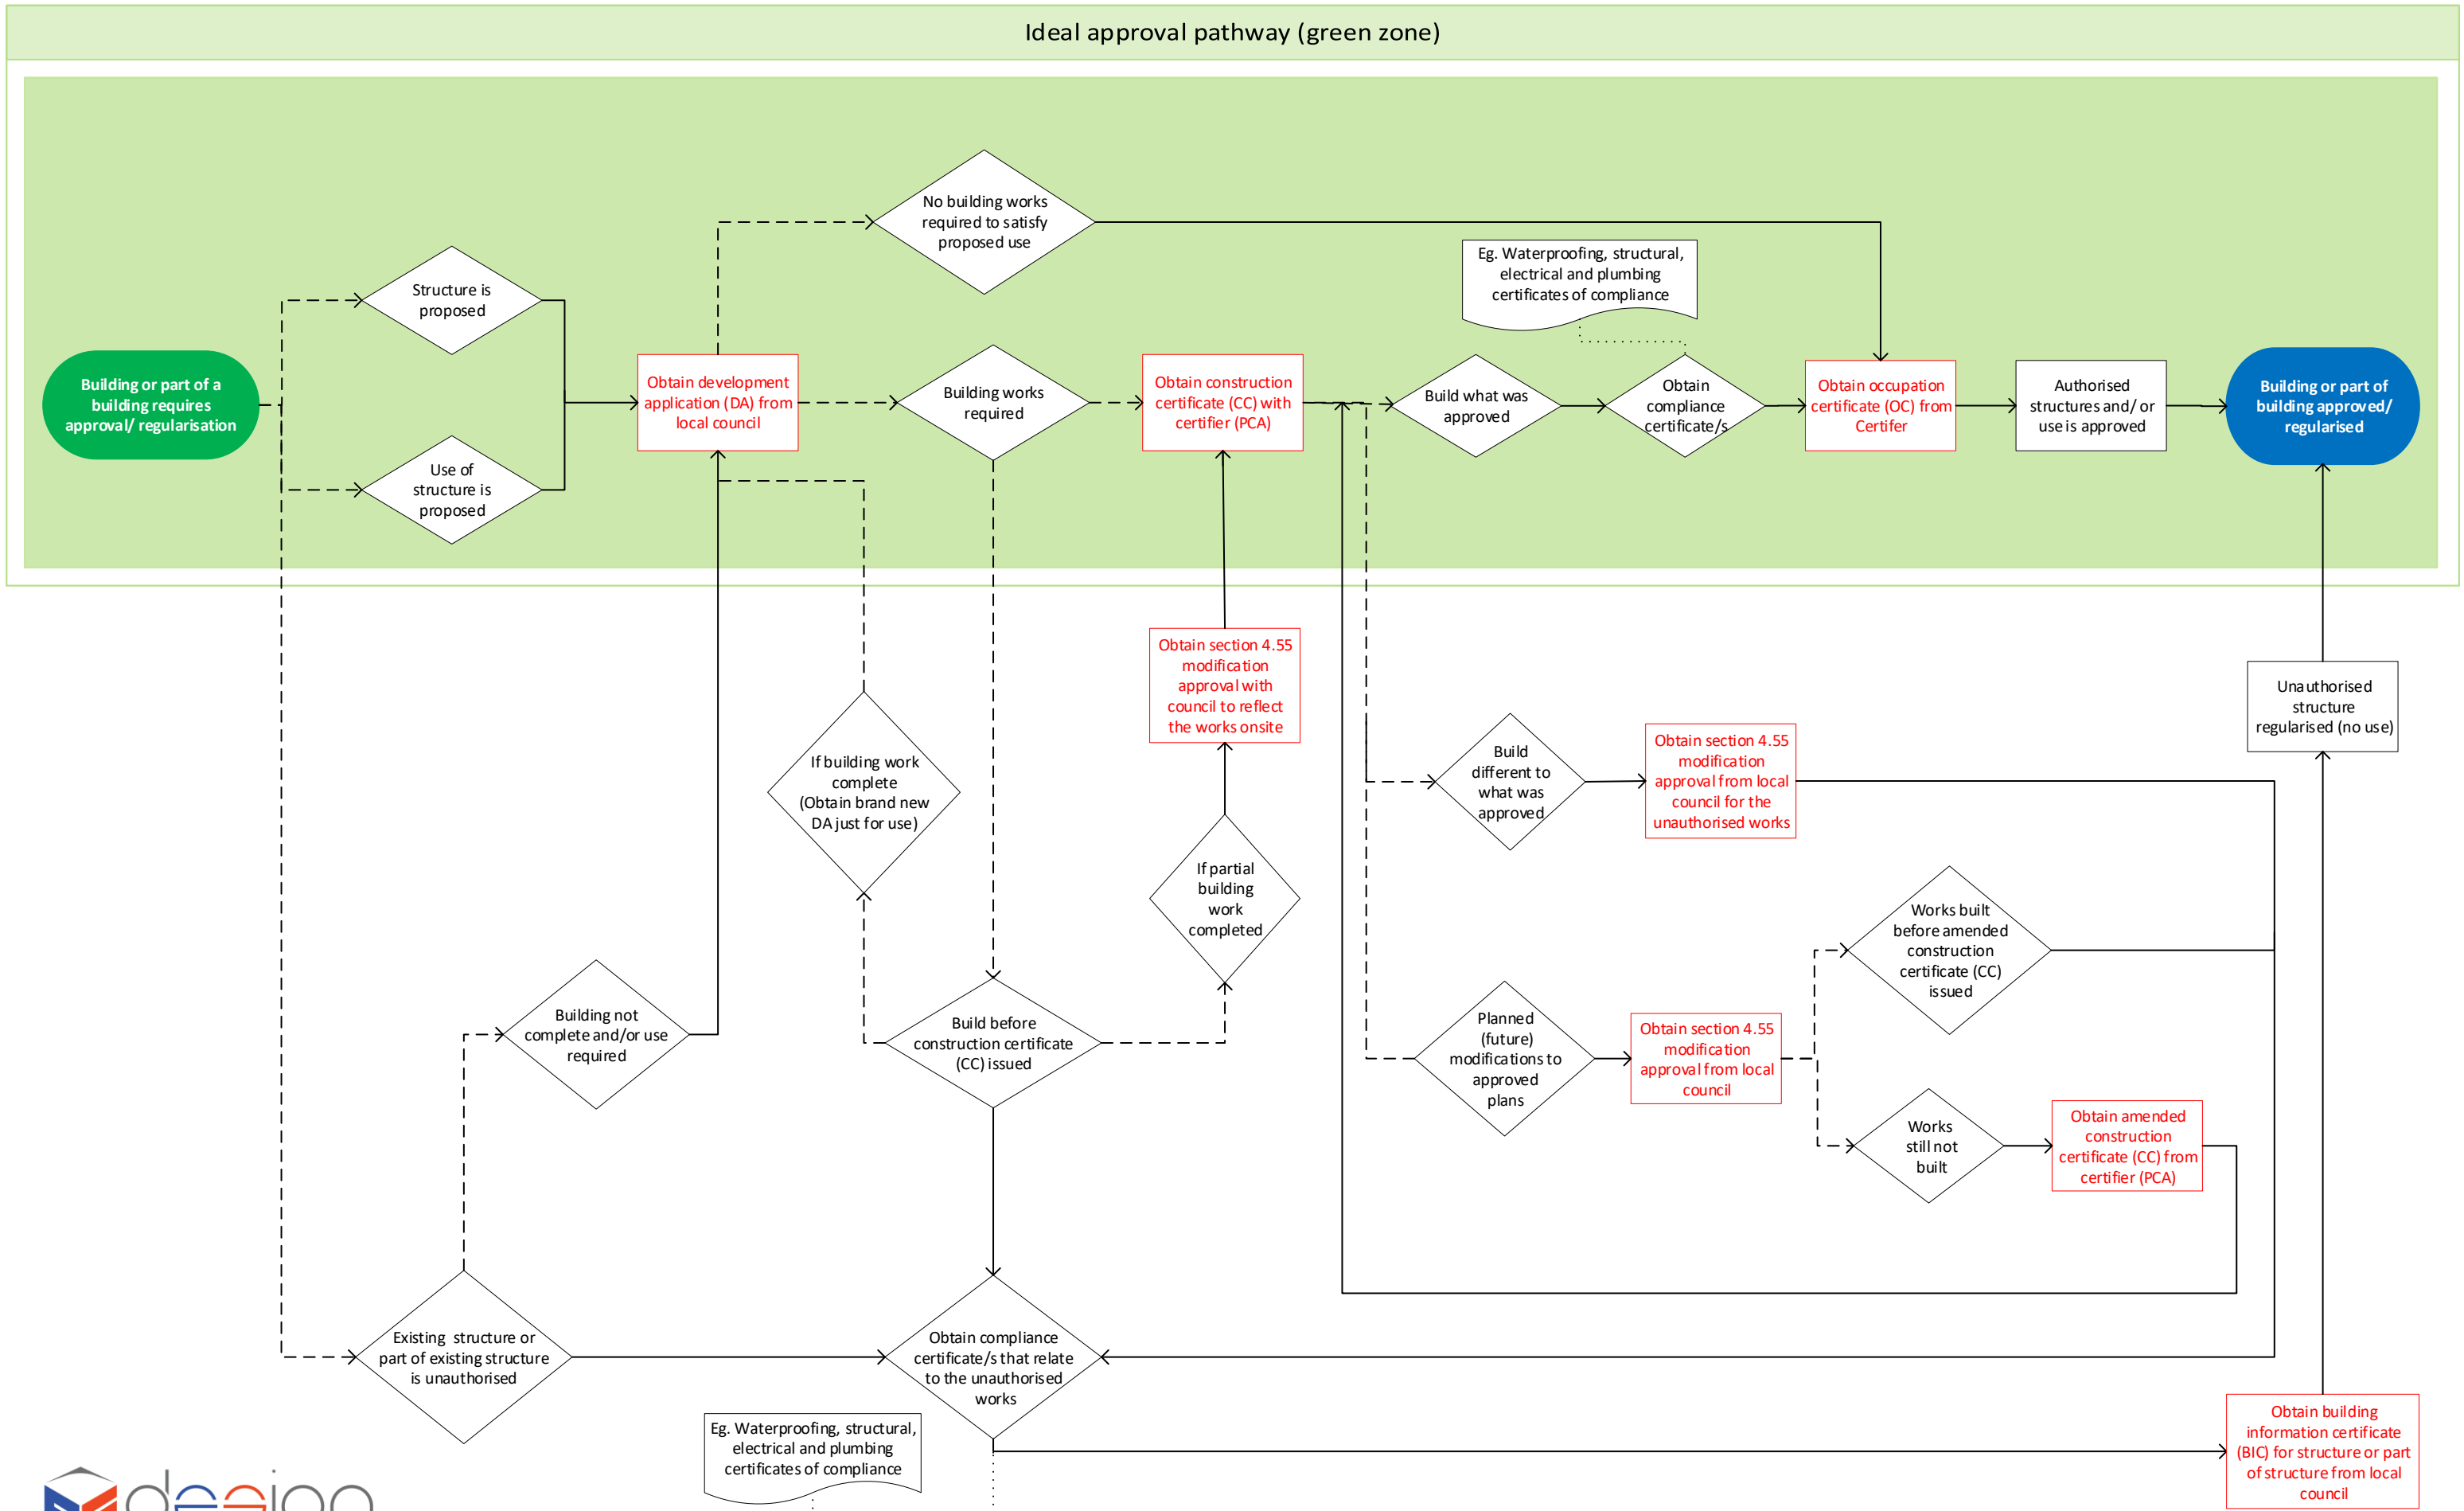 Ideal approval pathway (green zone)
No building works
required to satisfy
proposed use
Eg. Waterproofing, structural,
electrical and plumbing
certificates of compliance
Structure is
proposed
Building or part of a
building requires
approval/ regularisation
Use of
structure is
proposed
Obtain development
application (DA) from
local council
Building works
required
Obtain construction
certificate (CC) with
certifier (PCA)
Build what was
approved
Obtain
compliance
certificate/s
Obtain occupation
certificate (OC) from
Certifer
Authorised
structures and/ or
use is approved
Building or part of
building approved/
regularised
Obtain section 4.55
modification
approval with
council to reflect
the works onsite
Unauthorised
structure
regularised (no use)
If building work
complete
(Obtain brand new
DA just for use)
Build
different to
what was
approved
Obtain section 4.55
modification
approval from local
council for the
unauthorised works
If partial
building
work
completed
Works built
before amended
construction
certificate (CC)
issued
Building not
complete and/or use
required
Build before
construction certificate
(CC) issued
Planned
(future)
modifications to
approved
plans
Obtain section 4.55
modification
approval from local
council
Works
still not
built
Obtain amended
construction
certificate (CC) from
certifier (PCA)
Existing structure or
part of existing structure
is unauthorised
Obtain compliance
certificate/s that relate
to the unauthorised
works
Eg. Waterproofing, structural,
electrical and plumbing
certificates of compliance
Obtain building
information certificate
(BIC) for structure or part
of structure from local
council
design